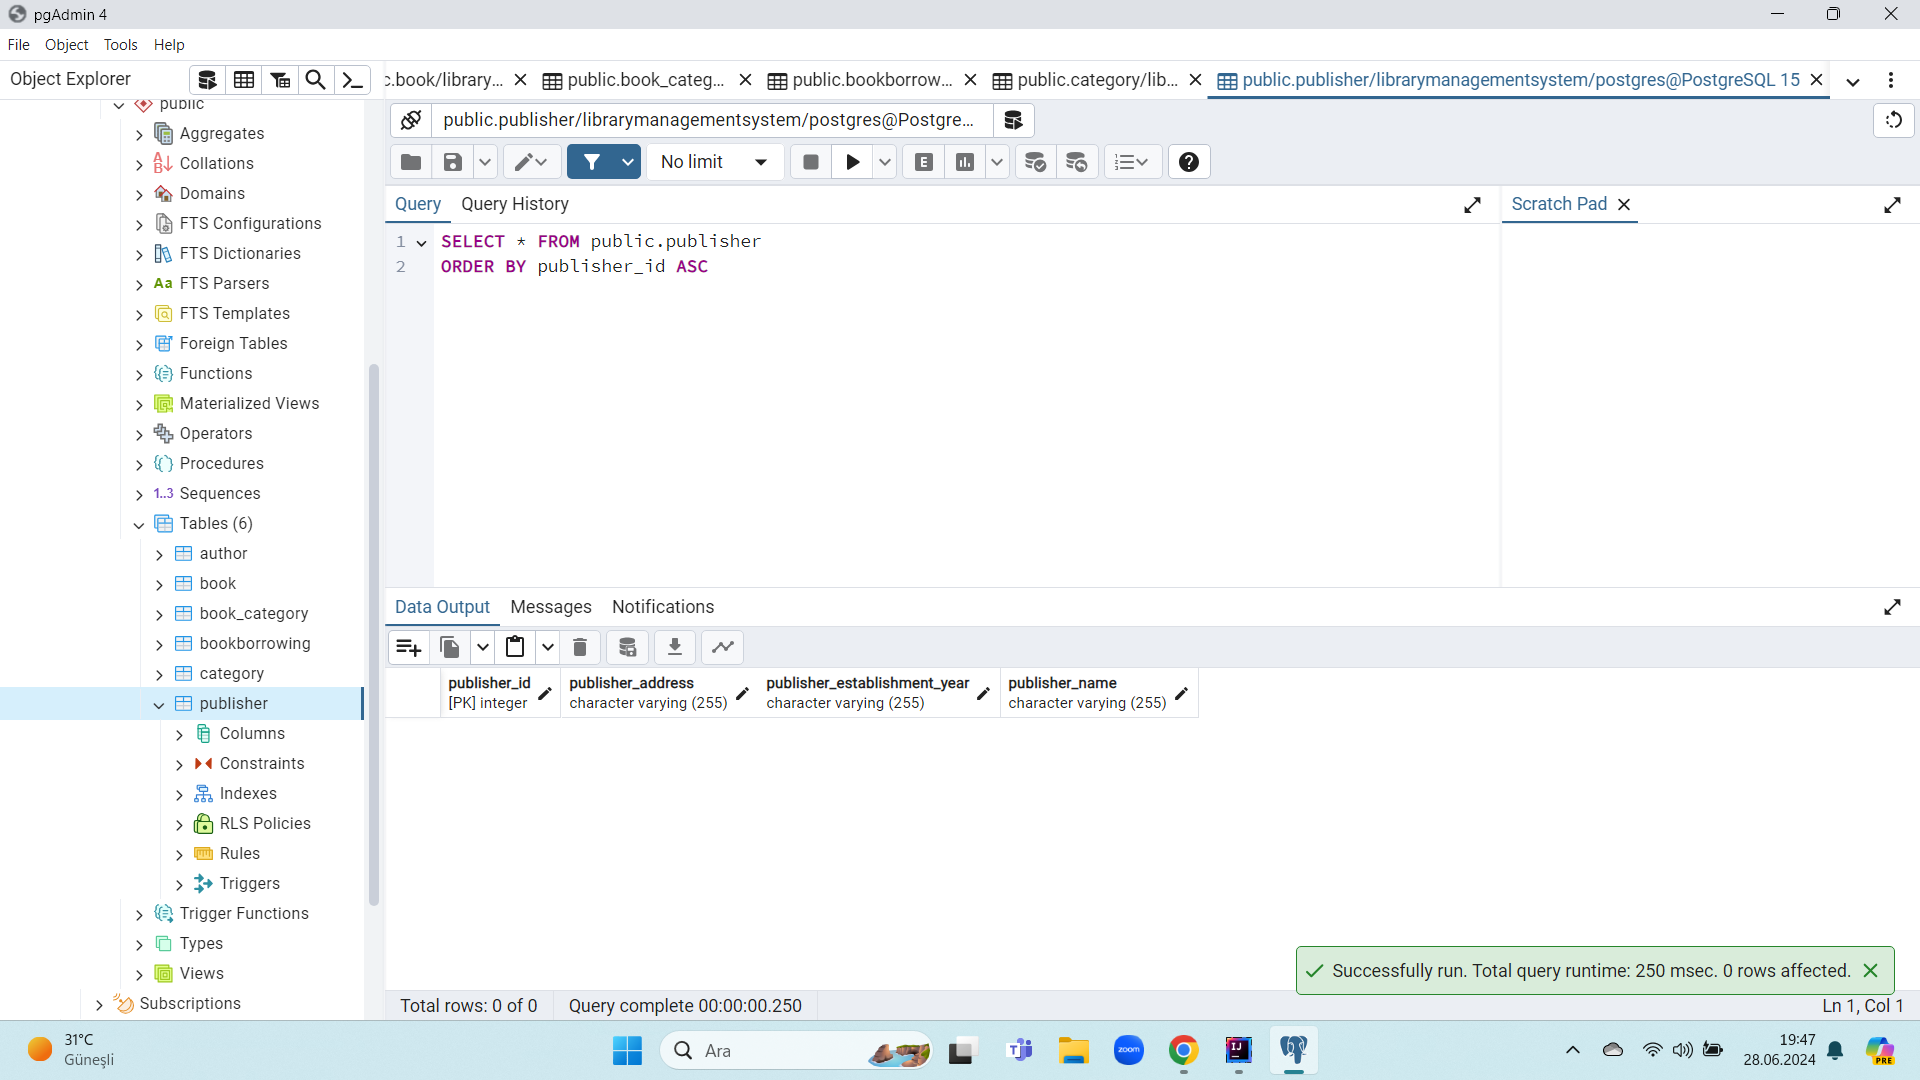 pgAdmin 4
File Object Tools Help
Object Explorer
c.book/library... public.book_categ... public.bookborrow... public.category/lib... public.publisher/librarymanagementsystem/postgres@PostgreSQL 15
public.publisher/librarymanagementsystem/postgres@Postgre...
No limit
Query Query History
Scratch Pad
1 SELECT * FROM public.publisher
2 ORDER BY publisher_id ASC
public
Aggregates
Collations
Domains
FTS Configurations
FTS Dictionaries
Aa FTS Parsers
FTS Templates
Foreign Tables
Functions
Materialized Views
Operators
Procedures
1..3 Sequences
Tables (6)
author
book
book_category
bookborrowing
category
publisher
Columns
Constraints
Indexes
RLS Policies
Rules
Triggers
Trigger Functions
Types
Views
Subscriptions
Data Output Messages Notifications
publisher_id
[PK] integer
publisher_address
character varying (255)
publisher_establishment_year
character varying (255)
publisher_name
character varying (255)
Successfully run. Total query runtime: 250 msec. 0 rows affected.
Total rows: 0 of 0 Query complete 00:00:00.250
Ln 1, Col 1
31°C
Güneşli
Ara
zoom
IJ
19:47
28.06.2024
PRE